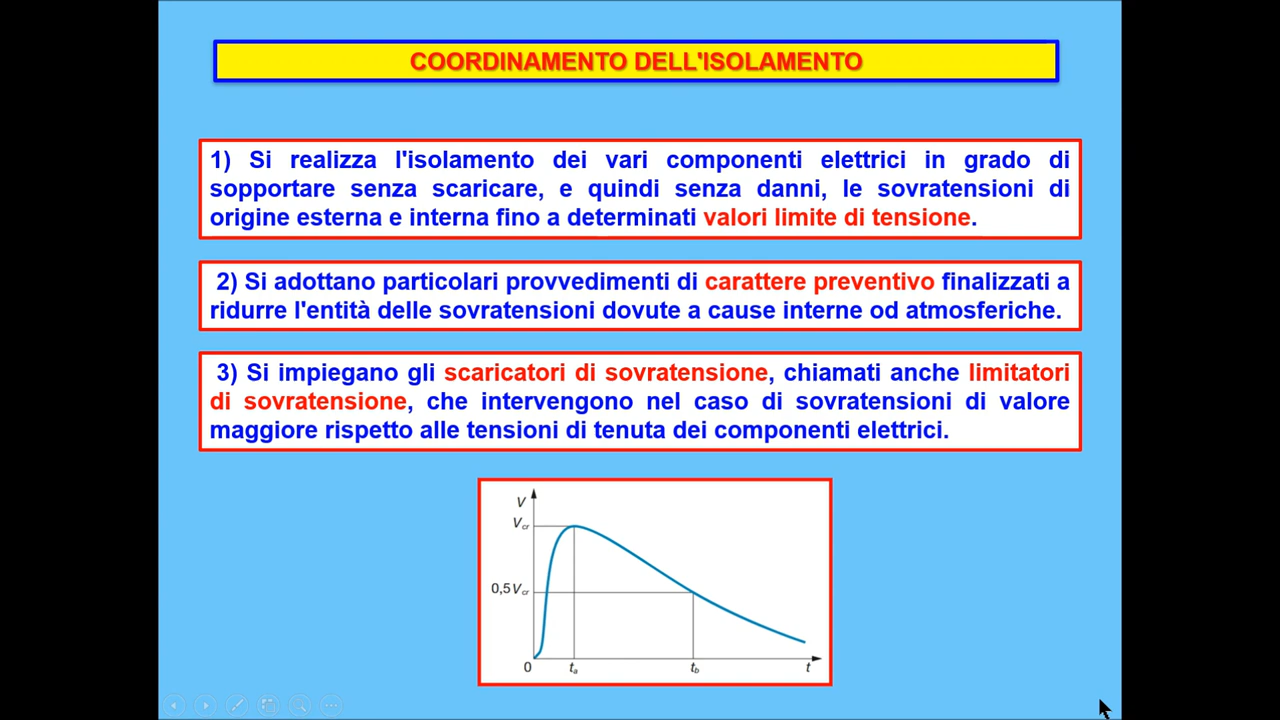 COORDINAMENTO DELL'ISOLAMENTO
1) Si realizza l'isolamento dei vari componenti elettrici in grado di
sopportare senza scaricare, e quindi senza danni, le sovratensioni di
origine esterna e interna fino a determinati valori limite di tensione.
2) Si adottano particolari provvedimenti di carattere preventivo finalizzati a
ridurre l'entità delle sovratensioni dovute a cause interne od atmosferiche.
3) Si impiegano gli scaricatori di sovratensione, chiamati anche limitatori
di sovratensione, che intervengono nel caso di sovratensioni di valore
maggiore rispetto alle tensioni di tenuta dei componenti elettrici.
V
Vcr
0,5Vcr
0 ta tb t